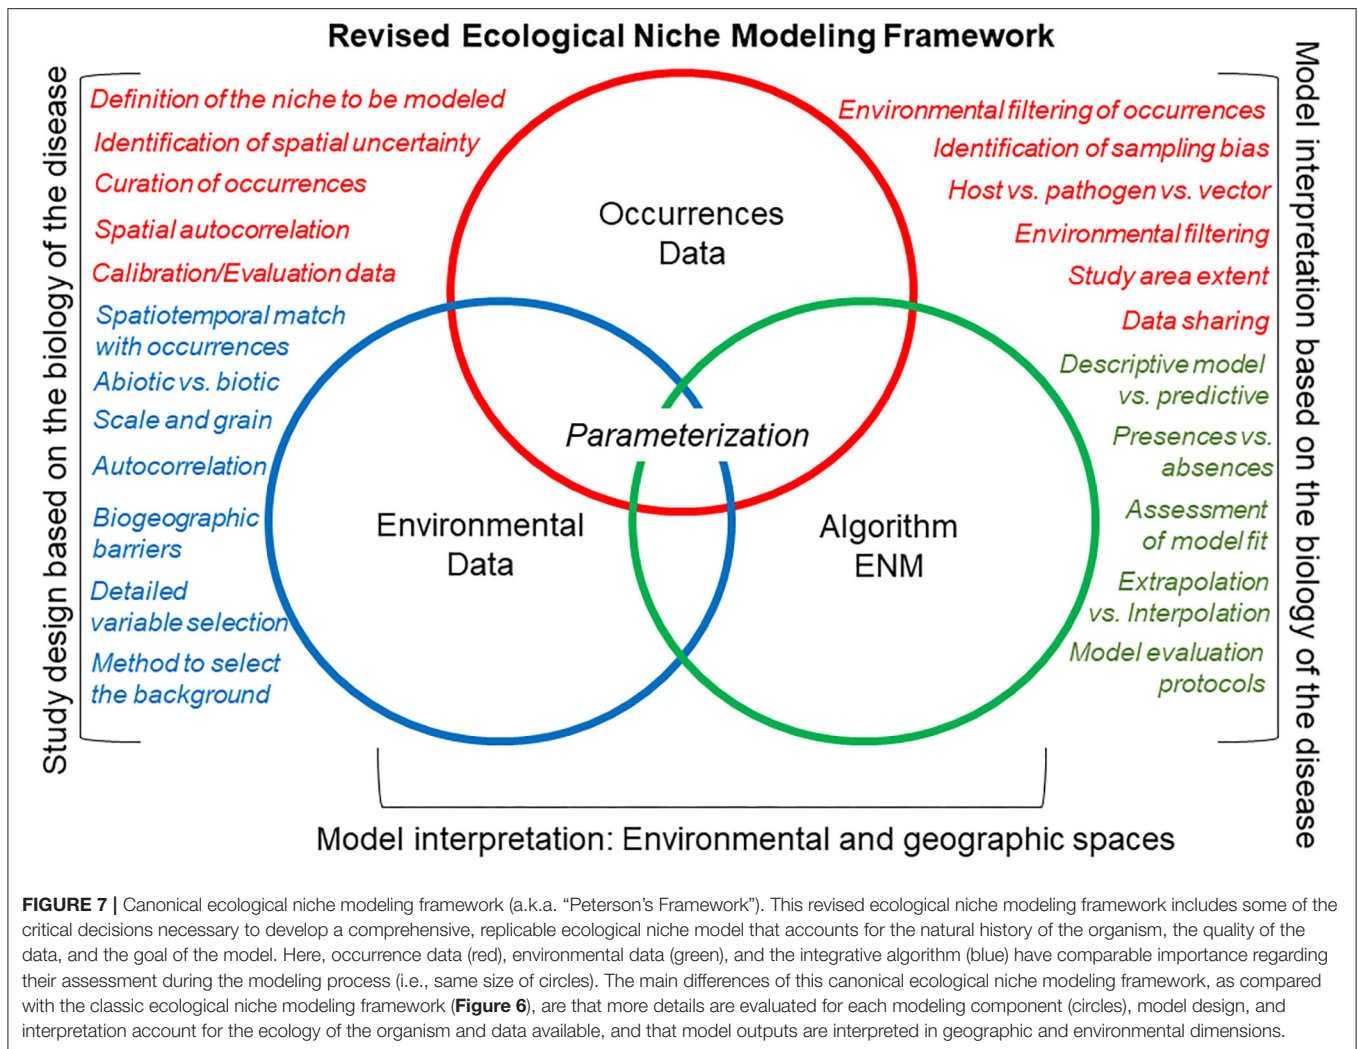 Revised Ecological Niche Modeling Framework
Study design based on the biology of the disease
Definition of the niche to be modeled
Identification of spatial uncertainty
Curation of occurrences
Spatial autocorrelation
Calibration/Evaluation data
Spatiotemporal match
with occurrences
Abiotic vs. biotic
Scale and grain
Autocorrelation
Biogeographic
barriers
Detailed
variable selection
Method to select
the background
Occurrences
Data
Parameterization
Environmental
Data
Algorithm
ENM
Environmental filtering of occurrences
Identification of sampling bias
Host vs. pathogen vs. vector
Environmental filtering
Study area extent
Data sharing
Descriptive model
vs. predictive
Presences vs.
absences
Assessment
of model fit
Extrapolation
vs. Interpolation
Model evaluation
protocols
Model interpretation based on the biology of the disease
Model interpretation: Environmental and geographic spaces
FIGURE 7 | Canonical ecological niche modeling framework (a.k.a. “Peterson’s Framework”). This revised ecological niche modeling framework includes some of the
critical decisions necessary to develop a comprehensive, replicable ecological niche model that accounts for the natural history of the organism, the quality of the
data, and the goal of the model. Here, occurrence data (red), environmental data (green), and the integrative algorithm (blue) have comparable importance regarding
their assessment during the modeling process (i.e., same size of circles). The main differences of this canonical ecological niche modeling framework, as compared
with the classic ecological niche modeling framework (Figure 6), are that more details are evaluated for each modeling component (circles), model design, and
interpretation account for the ecology of the organism and data available, and that model outputs are interpreted in geographic and environmental dimensions.